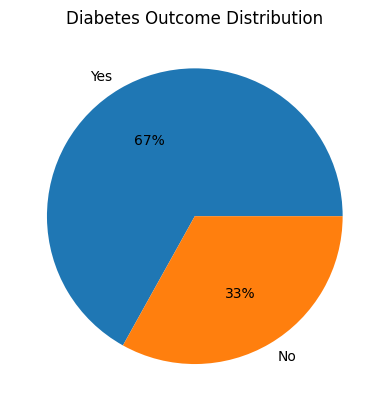 Diabetes Outcome Distribution
Yes
67%
33%
No